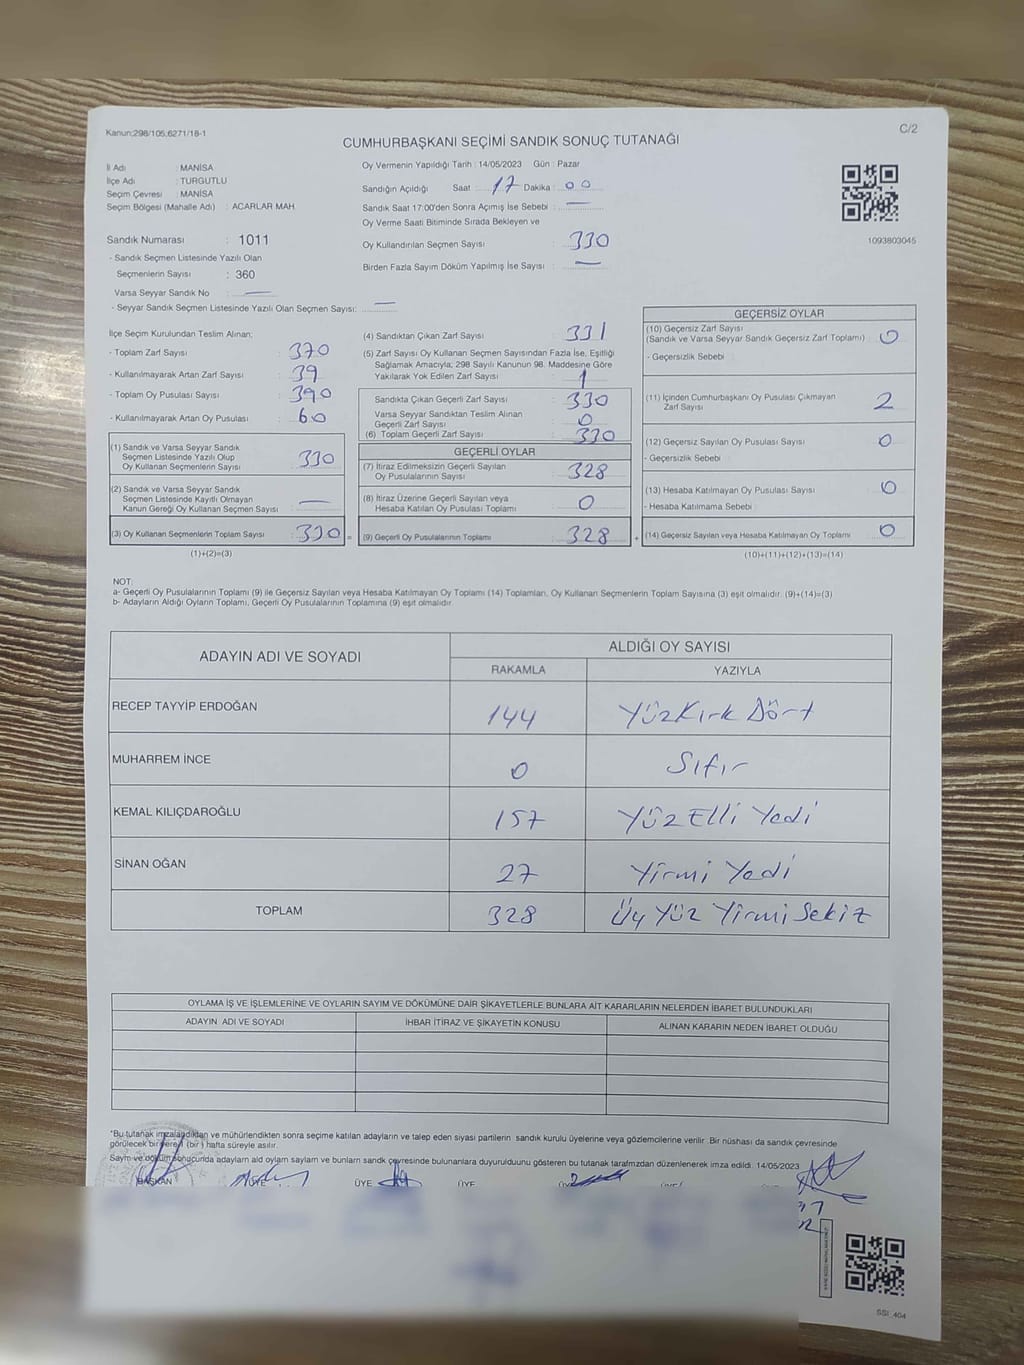 Kanun;298/105;6271/18-1
C/2
CUMHURBAŞKANI SEÇİMİ SANDIK SONUÇ TUTANAĞI
İl Adı : MANİSA
İlçe Adı : TURGUTLU
Seçim Çevresi : MANİSA
Seçim Bölgesi (Mahalle Adı) : ACARLAR MAH.
Sandık Numarası : 1011
- Sandık Seçmen Listesinde Yazılı Olan
Seçmenlerin Sayısı : 360
Varsa Seyyar Sandık No : —
- Seyyar Sandık Seçmen Listesinde Yazılı Olan Seçmen Sayısı: —
Oy Vermenin Yapıldığı Tarih : 14/05/2023 Gün : Pazar
Sandığın Açıldığı Saat : 17 Dakika : 00
Sandık Saat 17:00'den Sonra Açımış İse Sebebi : —
Oy Verme Saati Bitiminde Sırada Bekleyen ve
Oy Kullandırılan Seçmen Sayısı : 330
Birden Fazla Sayım Döküm Yapılmış İse Sayısı : —
1093803045
İlçe Seçim Kurulundan Teslim Alınan;
- Toplam Zarf Sayısı : 370
- Kullanılmayarak Artan Zarf Sayısı : 39
- Toplam Oy Pusulası Sayısı : 390
- Kullanılmayarak Artan Oy Pusulası : 60
(1) Sandık ve Varsa Seyyar Sandık
Seçmen Listesinde Yazılı Olup
Oy Kullanan Seçmenlerin Sayısı : 330
(2) Sandık ve Varsa Seyyar Sandık
Seçmen Listesinde Kayıtlı Olmayan
Kanun Gereği Oy Kullanan Seçmen Sayısı : —
(3) Oy Kullanan Seçmenlerin Toplam Sayısı : 330 =
(1)+(2)=(3)
(4) Sandıktan Çıkan Zarf Sayısı : 331
(5) Zarf Sayısı Oy Kullanan Seçmen Sayısından Fazla İse, Eşitliği
Sağlamak Amacıyla; 298 Sayılı Kanunun 98. Maddesine Göre
Yakılarak Yok Edilen Zarf Sayısı : 1
Sandıkta Çıkan Geçerli Zarf Sayısı : 330
Varsa Seyyar Sandıktan Teslim Alınan
Geçerli Zarf Sayısı : 0
(6) Toplam Geçerli Zarf Sayısı : 330
GEÇERLİ OYLAR
(7) İtiraz Edilmeksizin Geçerli Sayılan
Oy Pusulalarının Sayısı : 328
(8) İtiraz Üzerine Geçerli Sayılan veya
Hesaba Katılan Oy Pusulası Toplamı : 0
(9) Geçerli Oy Pusulalarının Toplamı : 328 +
GEÇERSİZ OYLAR
(10) Geçersiz Zarf Sayısı
(Sandık ve Varsa Seyyar Sandık Geçersiz Zarf Toplamı) : 0
- Geçersizlik Sebebi :
(11) İçinden Cumhurbaşkanı Oy Pusulası Çıkmayan
Zarf Sayısı : 2
(12) Geçersiz Sayılan Oy Pusulası Sayısı : 0
- Geçersizlik Sebebi :
(13) Hesaba Katılmayan Oy Pusulası Sayısı : 0
- Hesaba Katılmama Sebebi :
(14) Geçersiz Sayılan veya Hesaba Katılmayan Oy Toplamı : 0
(10)+(11)+(12)+(13)=(14)
NOT:
a- Geçerli Oy Pusulalarının Toplamı (9) ile Geçersiz Sayılan veya Hesaba Katılmayan Oy Toplamı (14) Toplamları, Oy Kullanan Seçmenlerin Toplam Sayısına (3) eşit olmalıdır. (9)+(14)=(3)
b- Adayların Aldığı Oyların Toplamı, Geçerli Oy Pusulalarının Toplamına (9) eşit olmalıdır.
ADAYIN ADI VE SOYADI ALDIĞI OY SAYISI
RAKAMLA YAZIYLA
RECEP TAYYİP ERDOĞAN 144 YüzKırk Dört
MUHARREM İNCE 0 Sıfır
KEMAL KILIÇDAROĞLU 157 Yüz Elli Yedi
SİNAN OĞAN 27 Yirmi Yedi
TOPLAM 328 Üç Yüz Yirmi Sekiz
OYLAMA İŞ VE İŞLEMLERİNE VE OYLARIN SAYIM VE DÖKÜMÜNE DAİR ŞİKAYETLERLE BUNLARA AİT KARARLARIN NELERDEN İBARET BULUNDUKLARI
ADAYIN ADI VE SOYADI İHBAR İTİRAZ VE ŞİKAYETİN KONUSU ALINAN KARARIN NEDEN İBARET OLDUĞU
*Bu tutanak imzalandıktan ve mühürlendikten sonra seçime katılan adayların ve talep eden siyasi partilerin sandık kurulu üyelerine veya gözlemcilerine verilir. Bir nüshası da sandık çevresinde
görülecek bir yere 1 (bir ) hafta süreyle asılır.
Sayım ve döküm sonucunda adayların ald oyların sayların ve bunların sandk çevresinde bulunanlara duyurulduunu gösteren bu tutanak tarafmzdan düzenlenerek imza edildi. 14/05/2023
BAŞKAN ÜYE ÜYE ÜYE
SSI_404